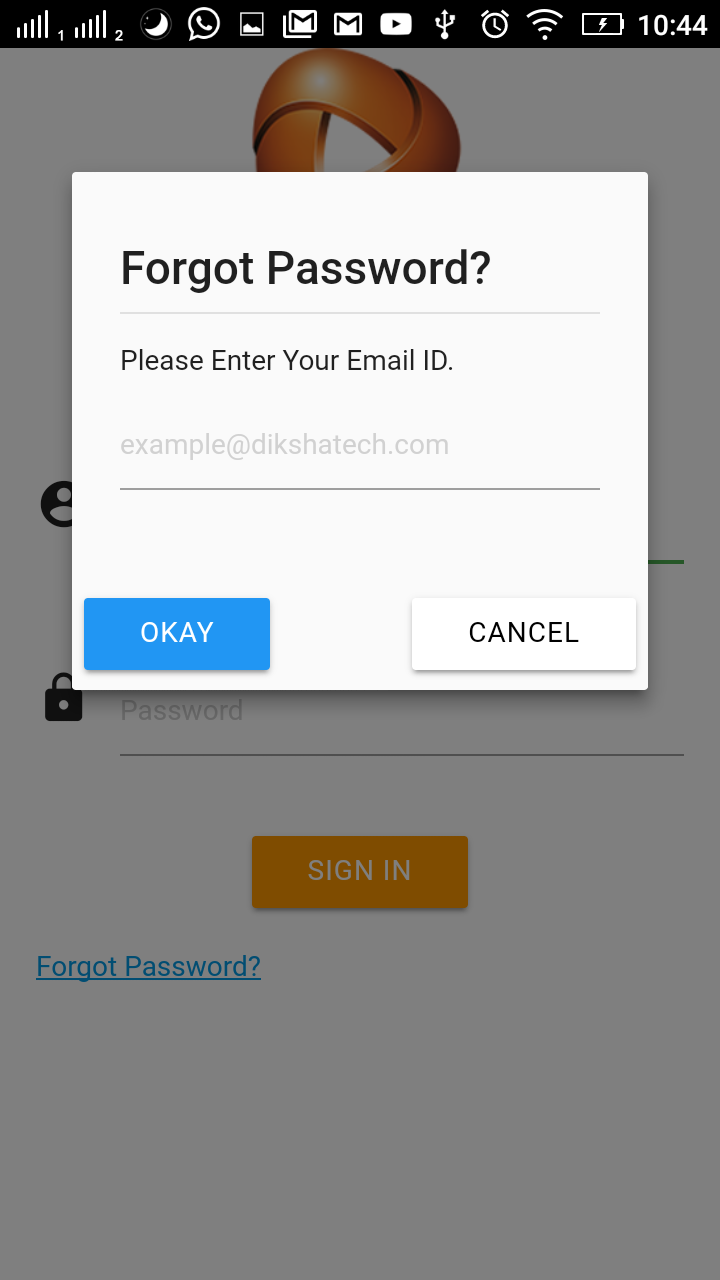 1 2 10:44
Forgot Password?
Please Enter Your Email ID.
example@dikshatech.com
OKAY CANCEL
Password
SIGN IN
Forgot Password?